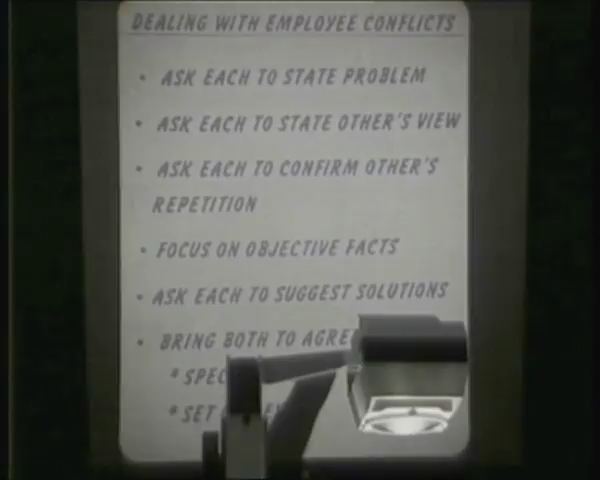 DEALING WITH EMPLOYEE CONFLICTS
• ASK EACH TO STATE PROBLEM
• ASK EACH TO STATE OTHER'S VIEW
• ASK EACH TO CONFIRM OTHER'S
REPETITION
• FOCUS ON OBJECTIVE FACTS
• ASK EACH TO SUGGEST SOLUTIONS
• BRING BOTH TO
* SET